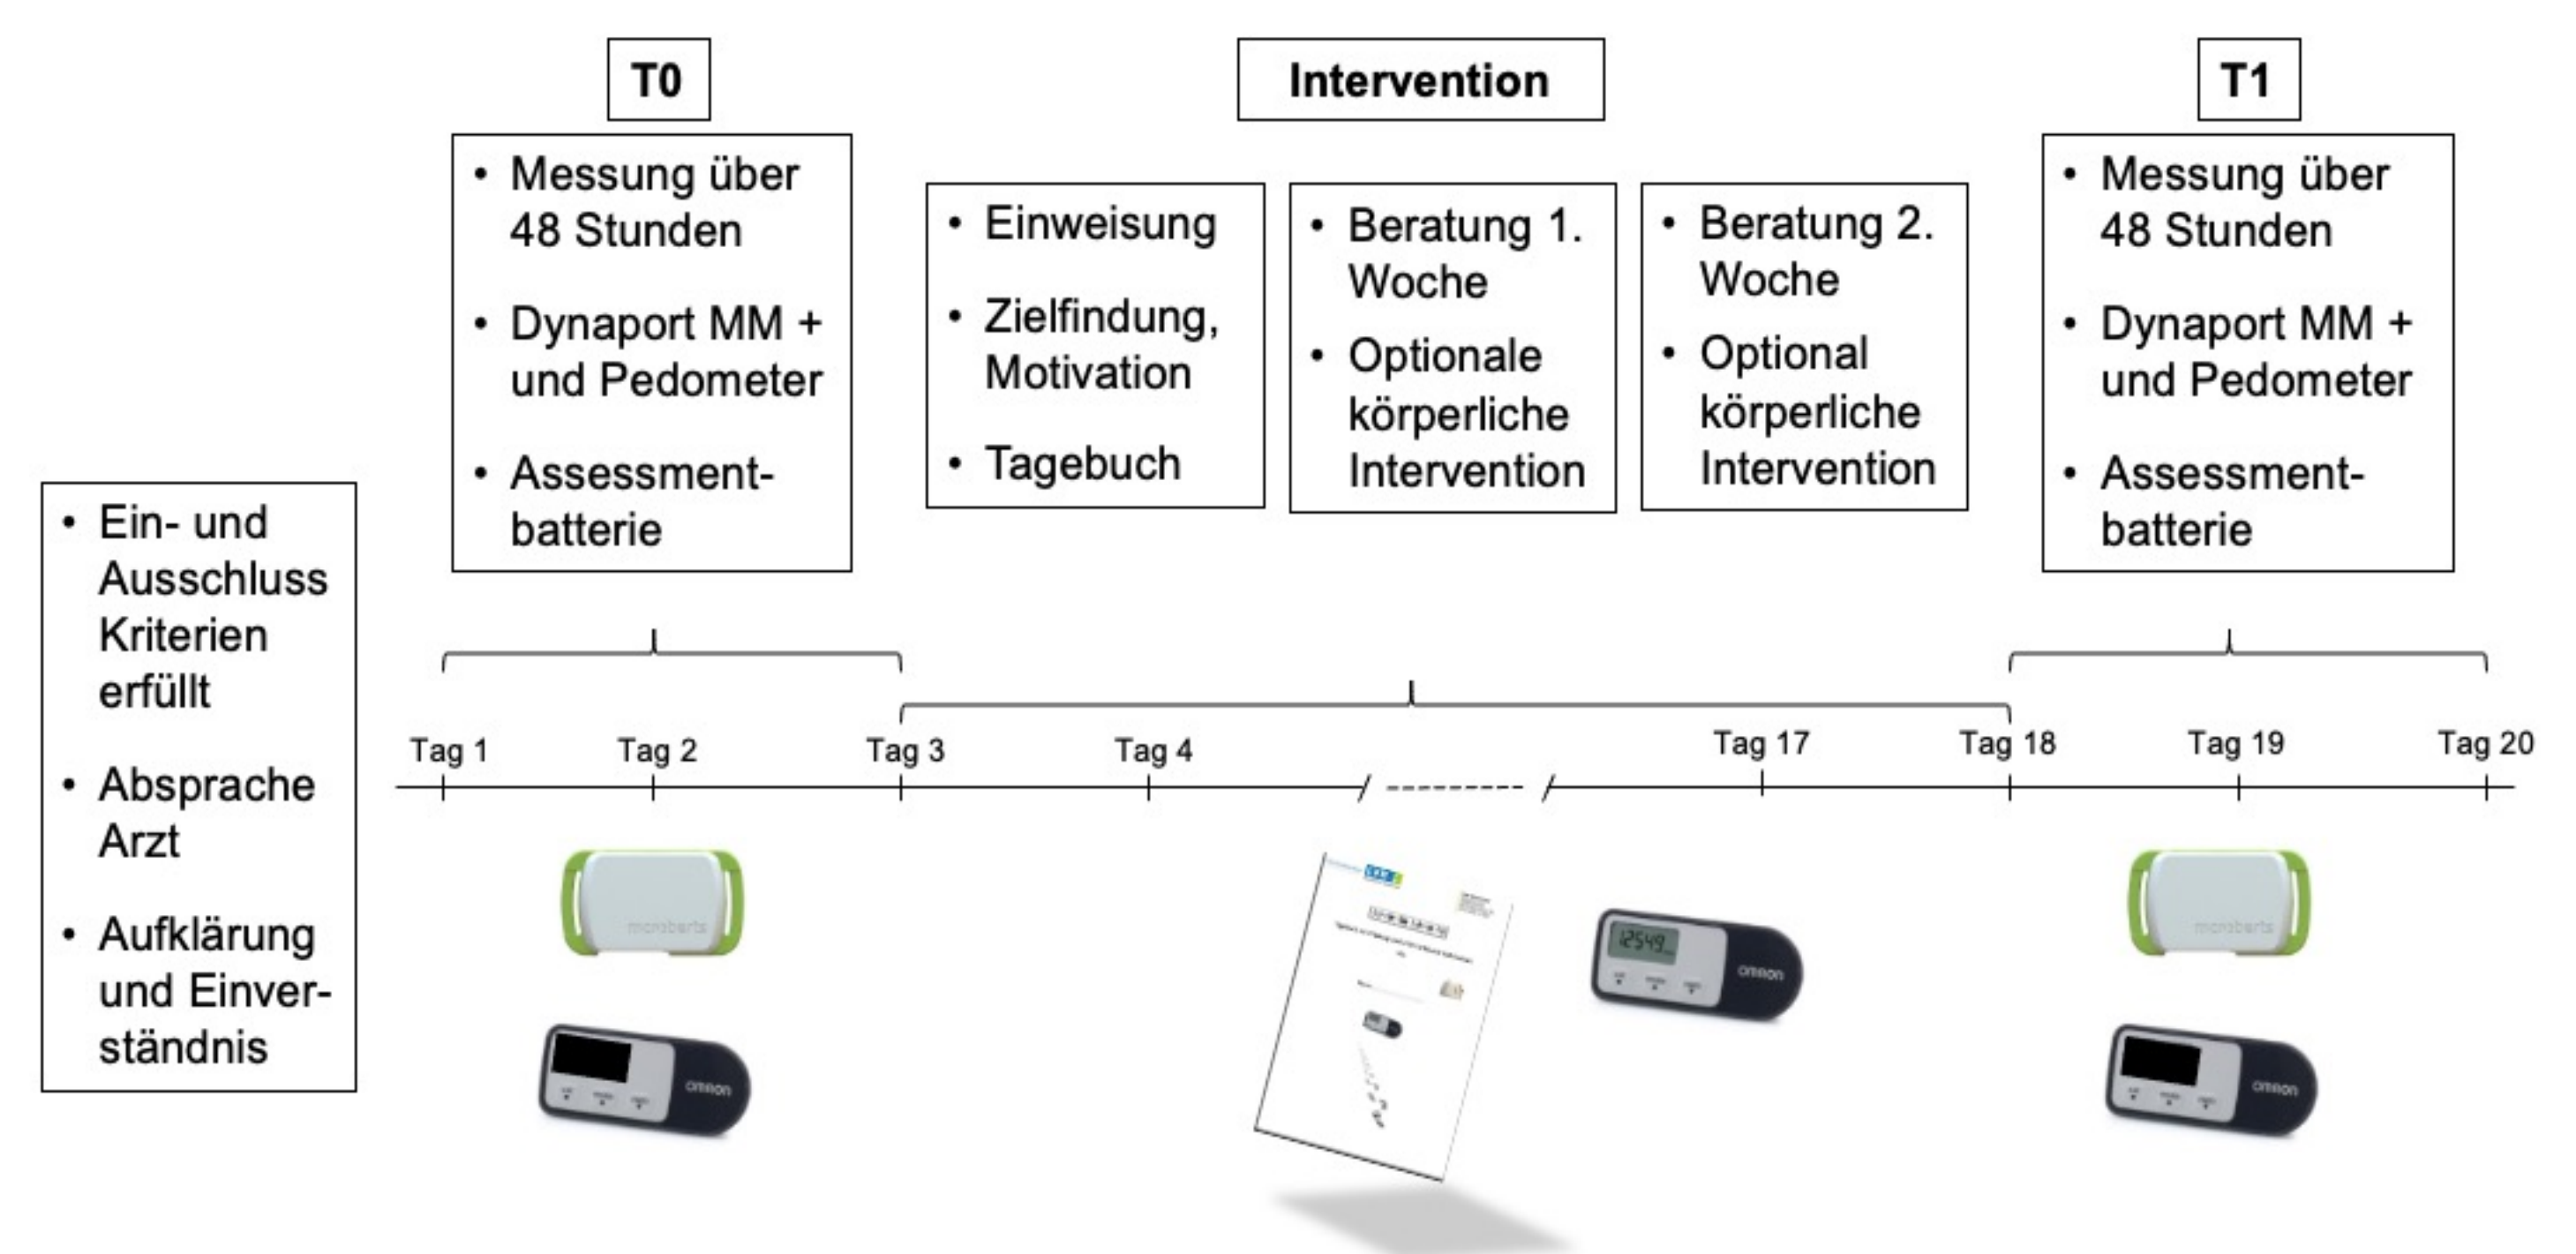 T0
Intervention
T1
• Messung über
48 Stunden
• Dynaport MM +
und Pedometer
• Assessment-
batterie
• Einweisung
• Zielfindung,
Motivation
• Tagebuch
• Beratung 1.
Woche
• Optionale
körperliche
Intervention
• Beratung 2.
Woche
• Optional
körperliche
Intervention
• Messung über
48 Stunden
• Dynaport MM +
und Pedometer
• Assessment-
batterie
• Ein- und
Ausschluss
Kriterien
erfüllt
• Absprache
Arzt
• Aufklärung
und Einver-
ständnis
Tag 1
Tag 2
Tag 3
Tag 4
Tag 17
Tag 18
Tag 19
Tag 20
mcroberts
omron
12549
omron
mcroberts
omron